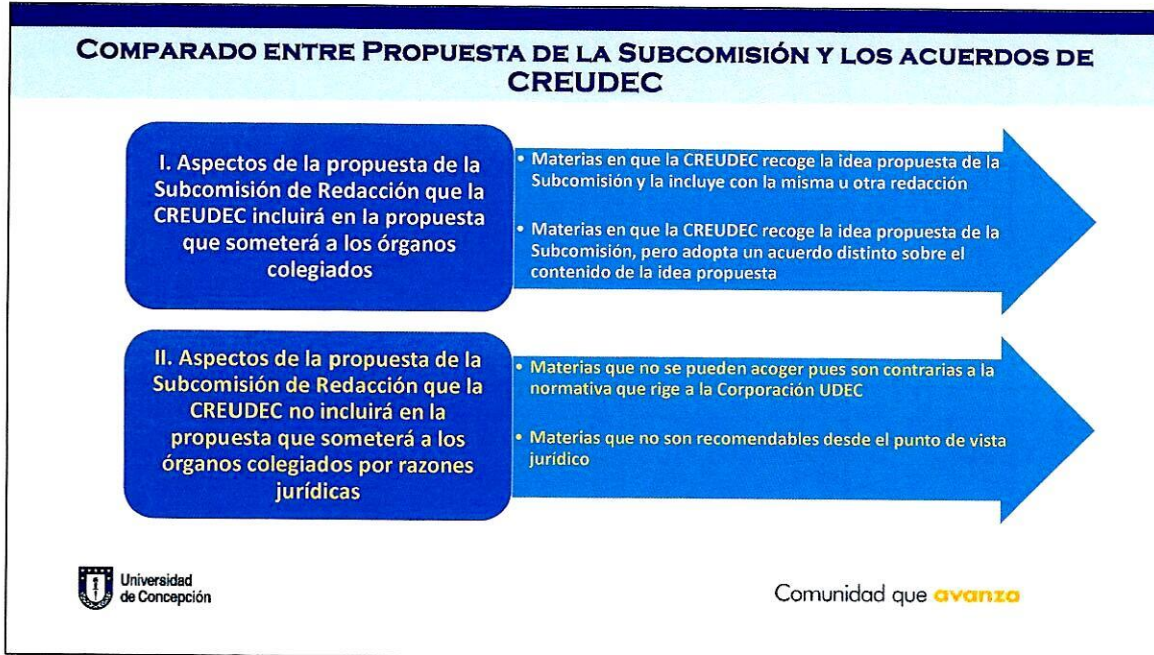 COMPARADO ENTRE PROPUESTA DE LA SUBCOMISIÓN Y LOS ACUERDOS DE
CREUDEC
I. Aspectos de la propuesta de la
Subcomisión de Redacción que la
CREUDEC incluirá en la propuesta
que someterá a los órganos
colegiados
• Materias en que la CREUDEC recoge la idea propuesta de la
Subcomisión y la incluye con la misma u otra redacción
• Materias en que la CREUDEC recoge la idea propuesta de la
Subcomisión, pero adopta un acuerdo distinto sobre el
contenido de la idea propuesta
II. Aspectos de la propuesta de la
Subcomisión de Redacción que la
CREUDEC no incluirá en la
propuesta que someterá a los
órganos colegiados por razones
jurídicas
• Materias que no se pueden acoger pues son contrarias a la
normativa que rige a la Corporación UDEC
• Materias que no son recomendables desde el punto de vista
jurídico
Universidad
de Concepción
Comunidad que avanza